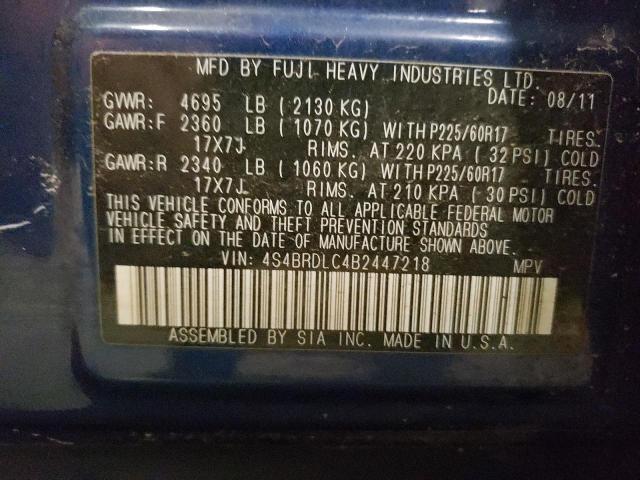 MFD BY FUJI HEAVY INDUSTRIES LTD.
DATE: 08/11
GVWR: 4695 LB (2130 KG)
GAWR:F 2360 LB (1070 KG) WITH P225/60R17 TIRES.
17X7J RIMS. AT 220 KPA (32 PSI) COLD
GAWR:R 2340 LB (1060 KG) WITH P225/60R17 TIRES.
17X7J RIMS. AT 210 KPA (30 PSI) COLD
THIS VEHICLE CONFORMS TO ALL APPLICABLE FEDERAL MOTOR
VEHICLE SAFETY AND THEFT PREVENTION STANDARDS
IN EFFECT ON THE DATE OF MANUFACTURE SHOWN ABOVE.
VIN: 4S4BRDLC4B2447218 MPV
ASSEMBLED BY SIA INC. MADE IN U.S.A.